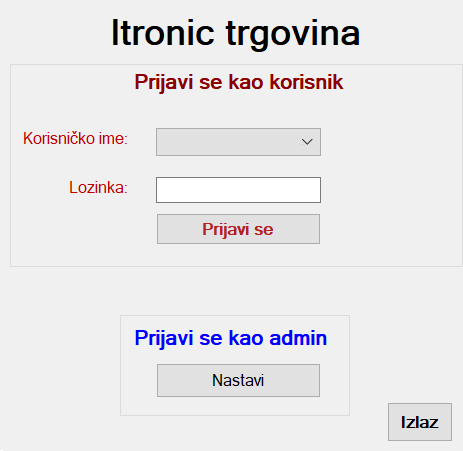 Itronic trgovina
Prijavi se kao korisnik
Korisničko ime:
Lozinka:
Prijavi se
Prijavi se kao admin
Nastavi
Izlaz